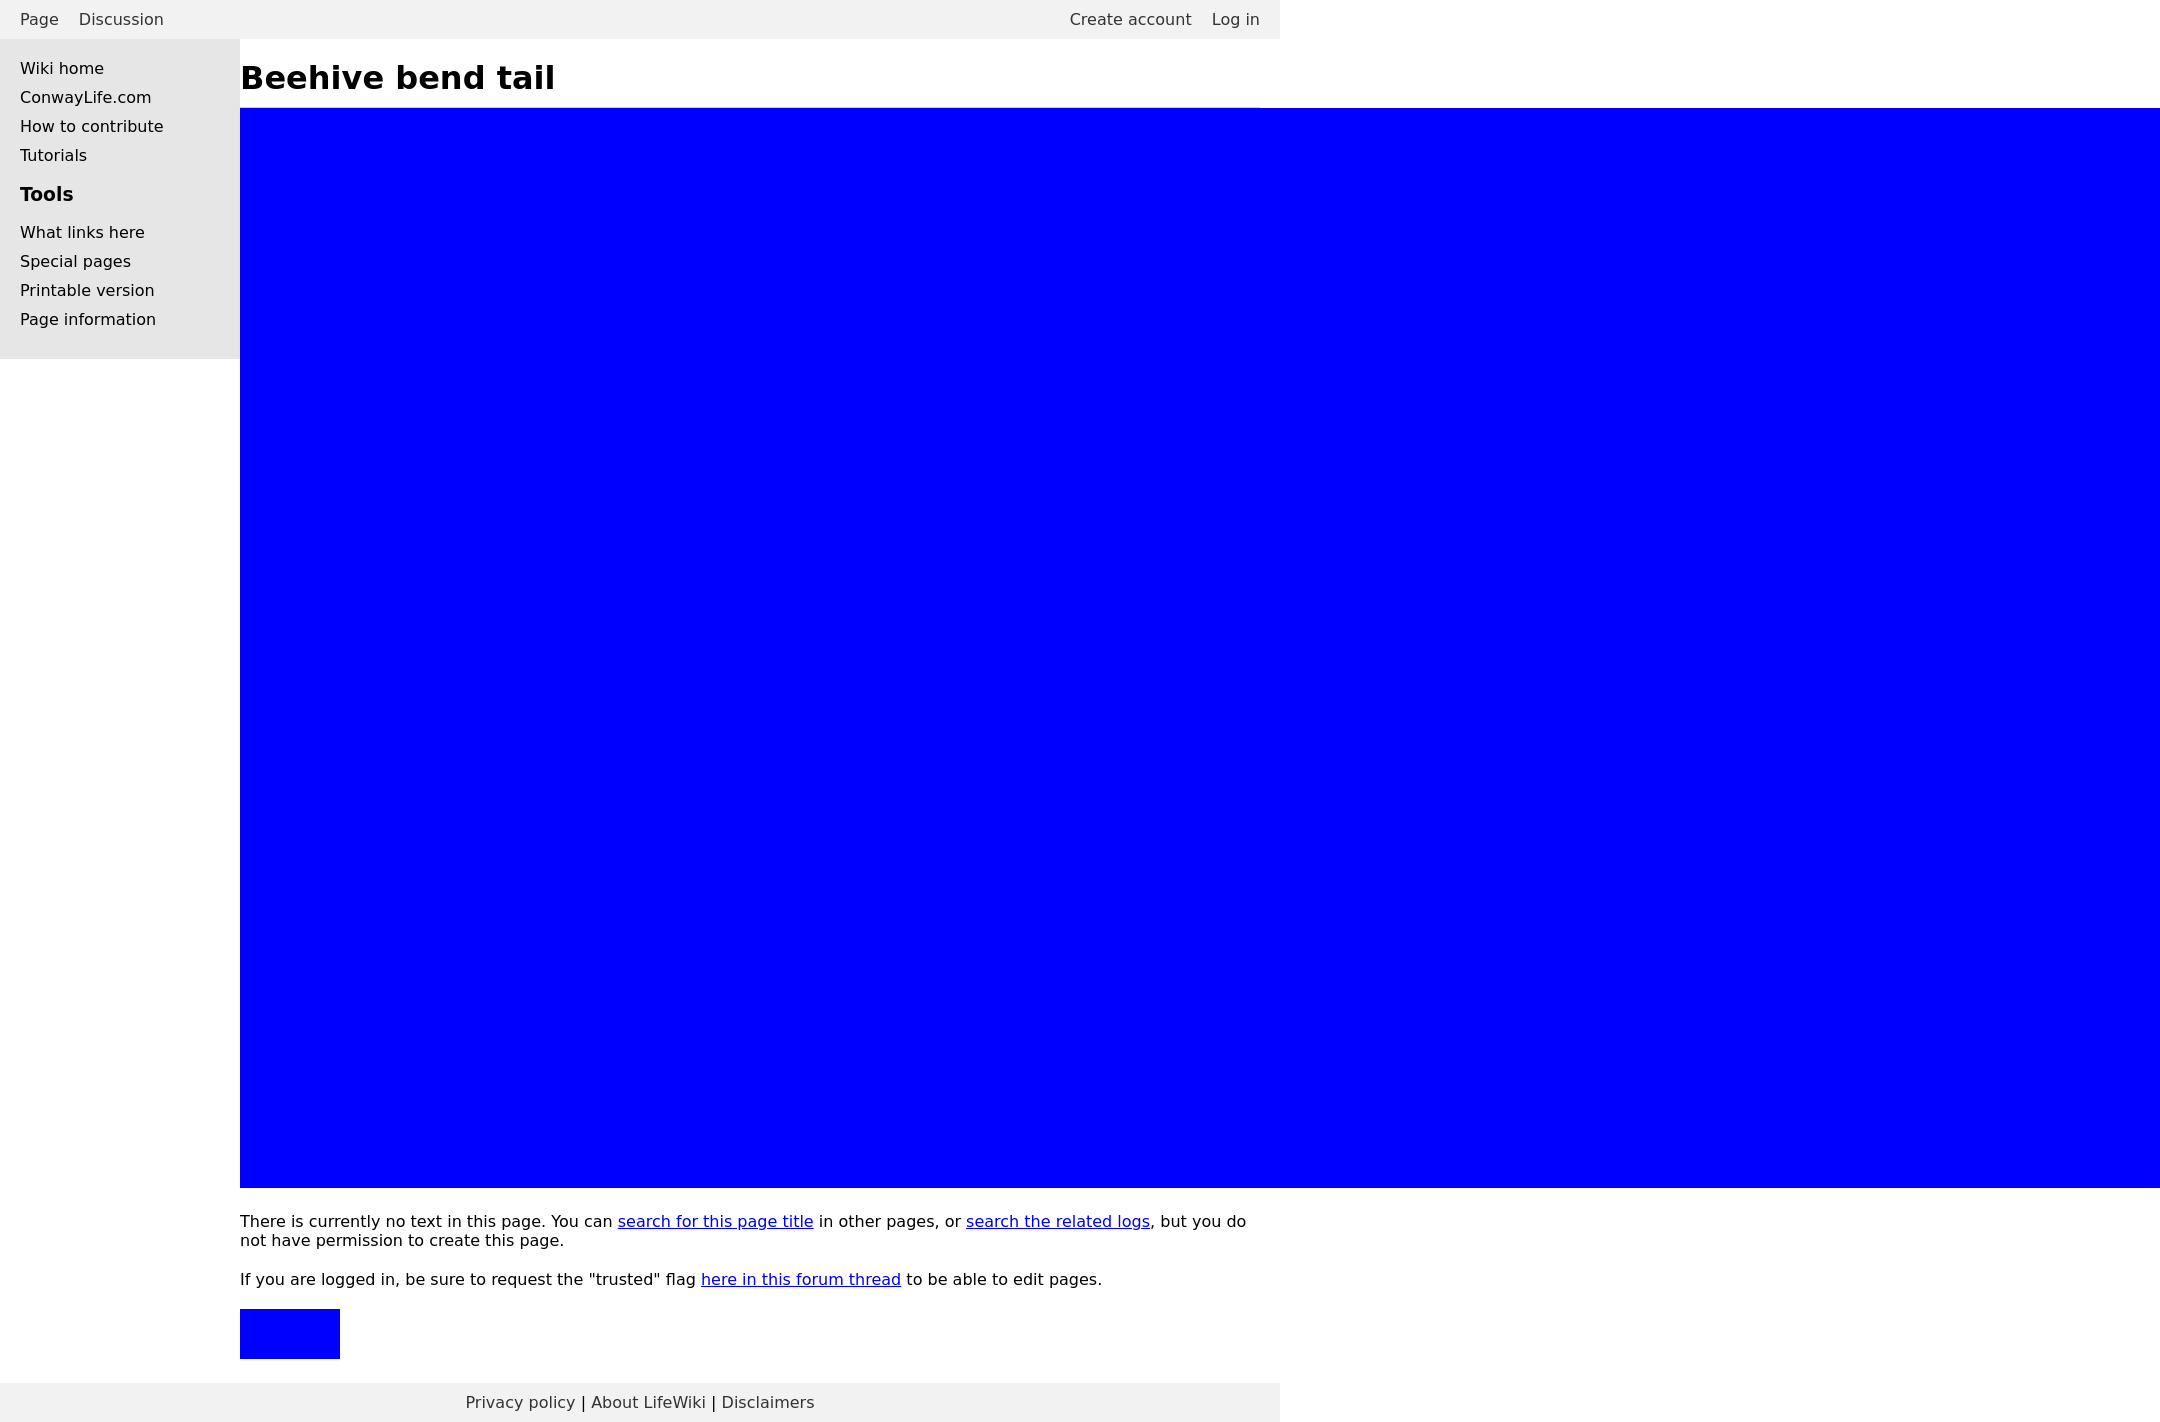 Page Discussion Create account Log in
Wiki home
ConwayLife.com
How to contribute
Tutorials
Tools
What links here
Special pages
Printable version
Page information
Beehive bend tail
There is currently no text in this page. You can search for this page title in other pages, or search the related logs, but you do
not have permission to create this page.
If you are logged in, be sure to request the "trusted" flag here in this forum thread to be able to edit pages.
Privacy policy | About LifeWiki | Disclaimers